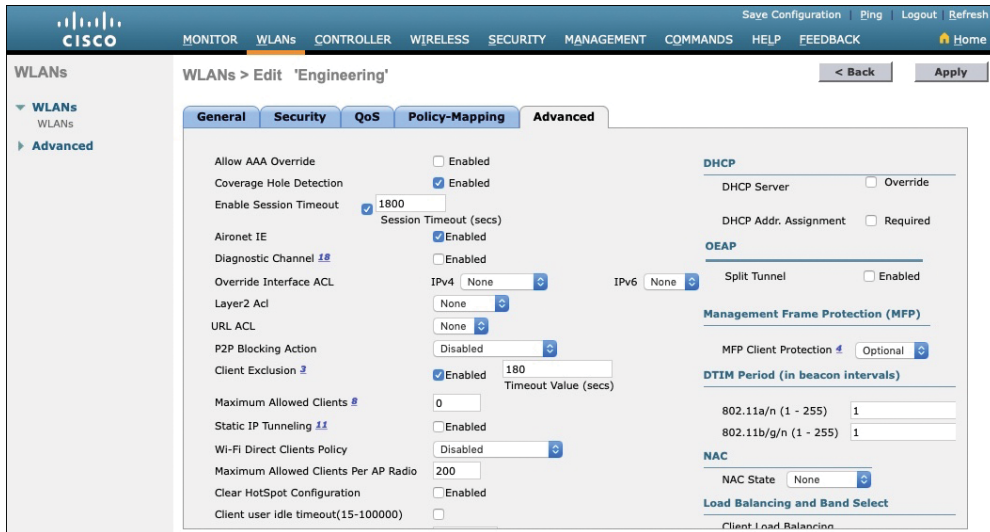 Save Configuration | Ping | Logout | Refresh
CISCO MONITOR WLANs CONTROLLER WIRELESS SECURITY MANAGEMENT COMMANDS HELP FEEDBACK Home
WLANs
WLANs > Edit 'Engineering'
< Back Apply
WLANs
WLANs
Advanced
General Security QoS Policy-Mapping Advanced
Allow AAA Override Enabled
Coverage Hole Detection Enabled
Enable Session Timeout 1800
Session Timeout (secs)
Aironet IE Enabled
Diagnostic Channel 18 Enabled
Override Interface ACL IPv4 None IPv6 None
Layer2 Acl None
URL ACL None
P2P Blocking Action Disabled
Client Exclusion 3 Enabled 180
Timeout Value (secs)
Maximum Allowed Clients 8 0
Static IP Tunneling 11 Enabled
Wi-Fi Direct Clients Policy Disabled
Maximum Allowed Clients Per AP Radio 200
Clear HotSpot Configuration Enabled
Client user idle timeout(15-100000)
DHCP
DHCP Server Override
DHCP Addr. Assignment Required
OEAP
Split Tunnel Enabled
Management Frame Protection (MFP)
MFP Client Protection 4 Optional
DTIM Period (in beacon intervals)
802.11a/n (1 - 255) 1
802.11b/g/n (1 - 255) 1
NAC
NAC State None
Load Balancing and Band Select
Client Load Balancing